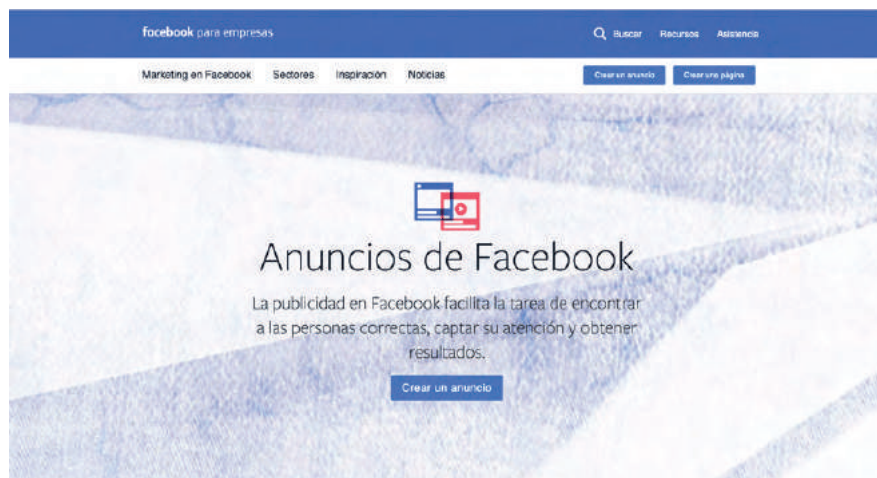 facebook para empresas
Buscar Recursos Asistencia
Marketing en Facebook Sectores Inspiración Noticias
Crear un anuncio Crear una página
Anuncios de Facebook
La publicidad en Facebook facilita la tarea de encontrar
a las personas correctas, captar su atención y obtener
resultados.
Crear un anuncio